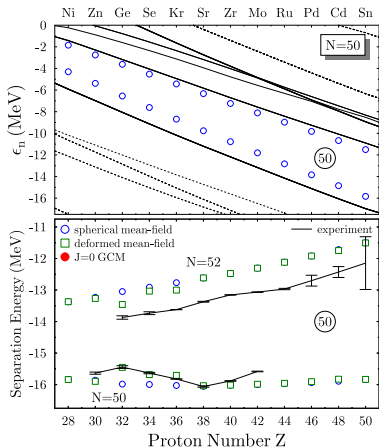 Ni Zn Ge Se Kr Sr Zr Mo Ru Pd Cd Sn
0
-2
-4
-6
-8
-10
-12
-14
-16
εn (MeV)
N=50
50
-11
-12
-13
-14
-15
-16
Separation Energy (MeV)
spherical mean-field
deformed mean-field
J=0 GCM
experiment
N=52
50
N=50
28 30 32 34 36 38 40 42 44 46 48 50
Proton Number Z